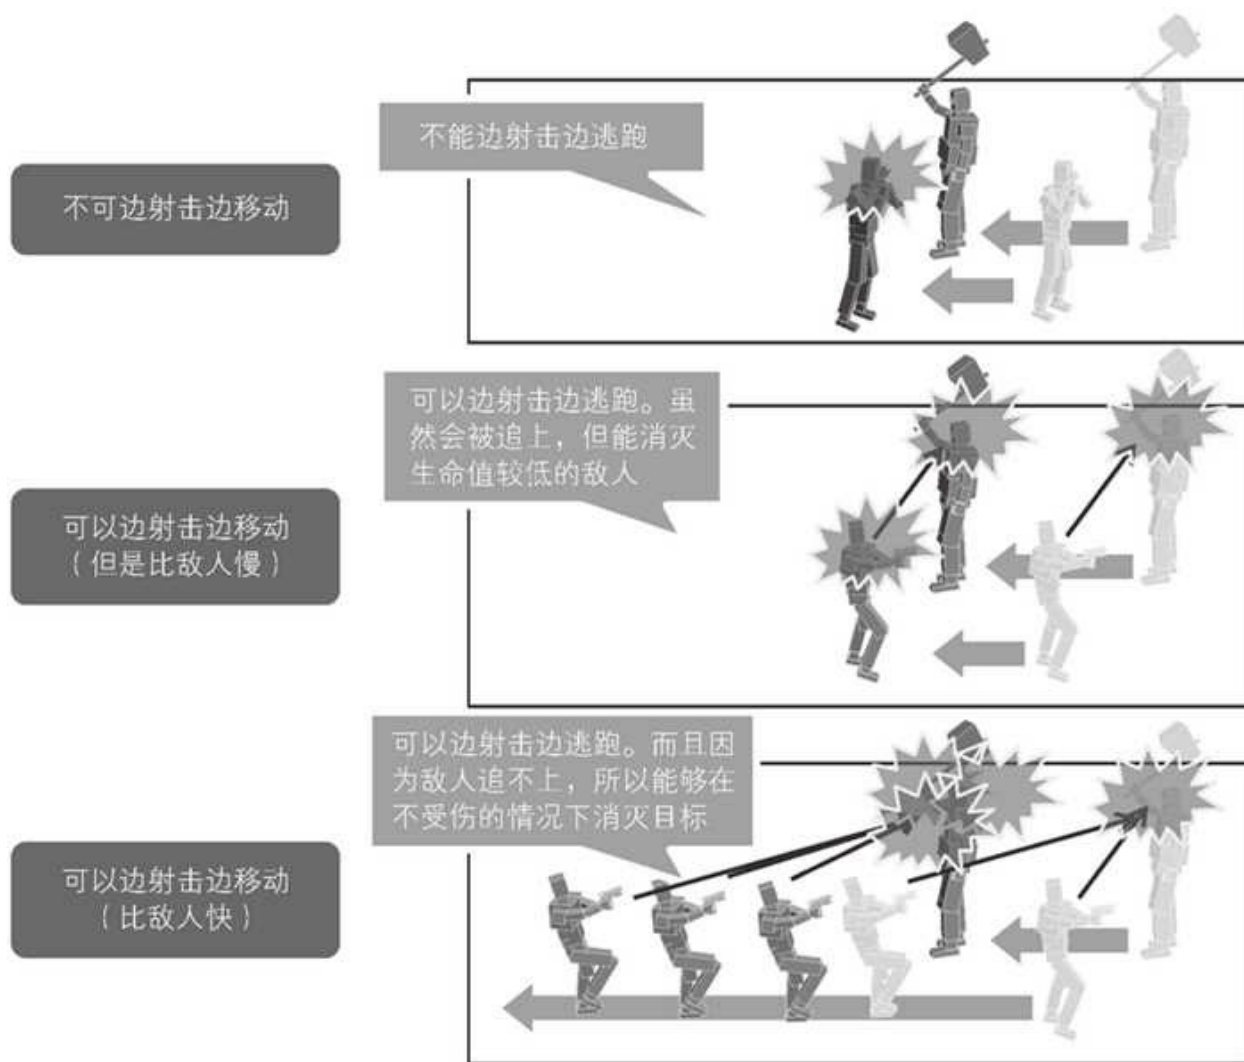 不能边射击边逃跑
不可边射击边移动
可以边射击边逃跑。虽
然会被追上，但能消灭
生命值较低的敌人
可以边射击边移动
（但是比敌人慢）
可以边射击边逃跑。而且因
为敌人追不上，所以能够在
不受伤的情况下消灭目标
可以边射击边移动
（比敌人快）